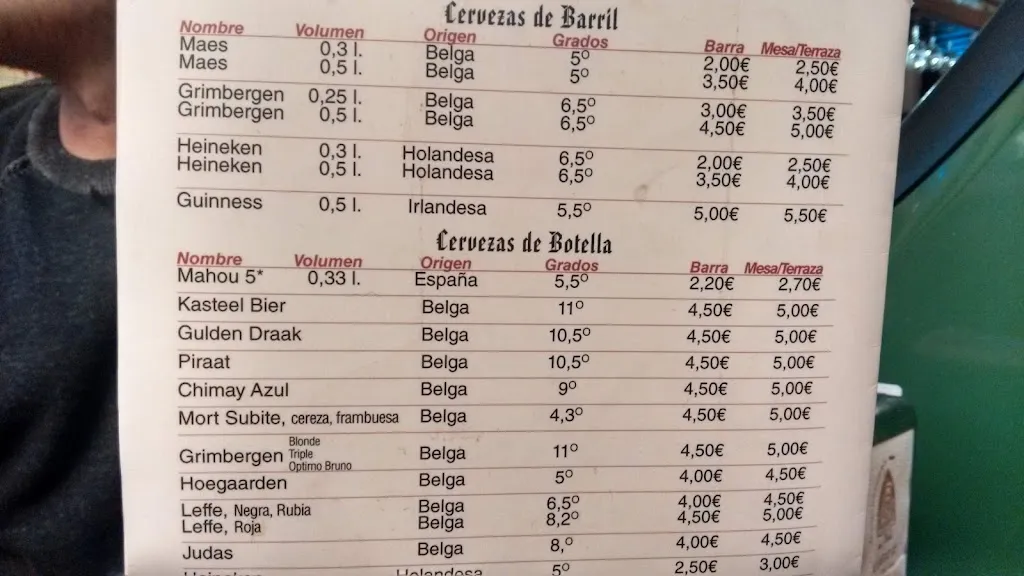 Cervezas de Barril
Nombre Volumen Origen Grados Barra Mesa/Terraza
Maes 0,3 l. Belga 5º 2,00€ 2,50€
Maes 0,5 l. Belga 5º 3,50€ 4,00€
Grimbergen 0,25 l. Belga 6,5º 3,00€ 3,50€
Grimbergen 0,5 l. Belga 6,5º 4,50€ 5,00€
Heineken 0,3 l. Holandesa 6,5º 2,00€ 2,50€
Heineken 0,5 l. Holandesa 6,5º 3,50€ 4,00€
Guinness 0,5 l. Irlandesa 5,5º 5,00€ 5,50€
Cervezas de Botella
Nombre Volumen Origen Grados Barra Mesa/Terraza
Mahou 5* 0,33 l. España 5,5º 2,20€ 2,70€
Kasteel Bier Belga 11º 4,50€ 5,00€
Gulden Draak Belga 10,5º 4,50€ 5,00€
Piraat Belga 10,5º 4,50€ 5,00€
Chimay Azul Belga 9º 4,50€ 5,00€
Mort Subite, cereza, frambuesa Belga 4,3º 4,50€ 5,00€
Blonde
Grimbergen Triple Belga 11º 4,50€ 5,00€
Optimo Bruno
Hoegaarden Belga 5º 4,00€ 4,50€
Leffe, Negra, Rubia Belga 6,5º 4,00€ 4,50€
Leffe, Roja Belga 8,2º 4,50€ 5,00€
Judas Belga 8,º 4,00€ 4,50€
Heineken Holandesa 5º 2,50€ 3,00€